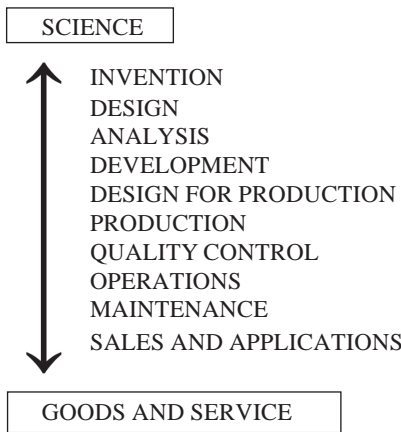 SCIENCE
INVENTION
DESIGN
ANALYSIS
DEVELOPMENT
DESIGN FOR PRODUCTION
PRODUCTION
QUALITY CONTROL
OPERATIONS
MAINTENANCE
SALES AND APPLICATIONS
GOODS AND SERVICE